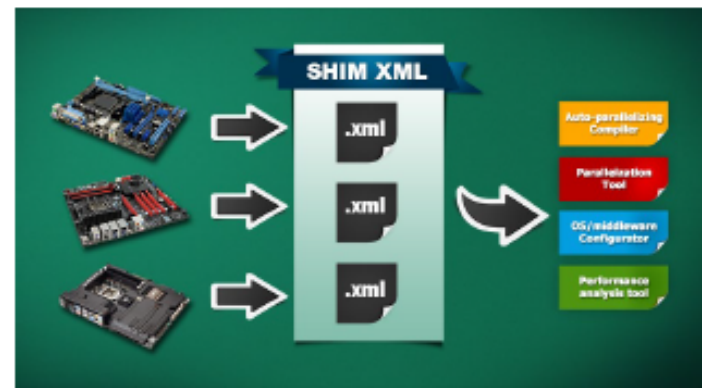 SHIM XML
.xml
.xml
.xml
Auto-parallelizing
Compiler
Parallelization
Tool
OS/middleware
Configurator
Performance
analysis tool